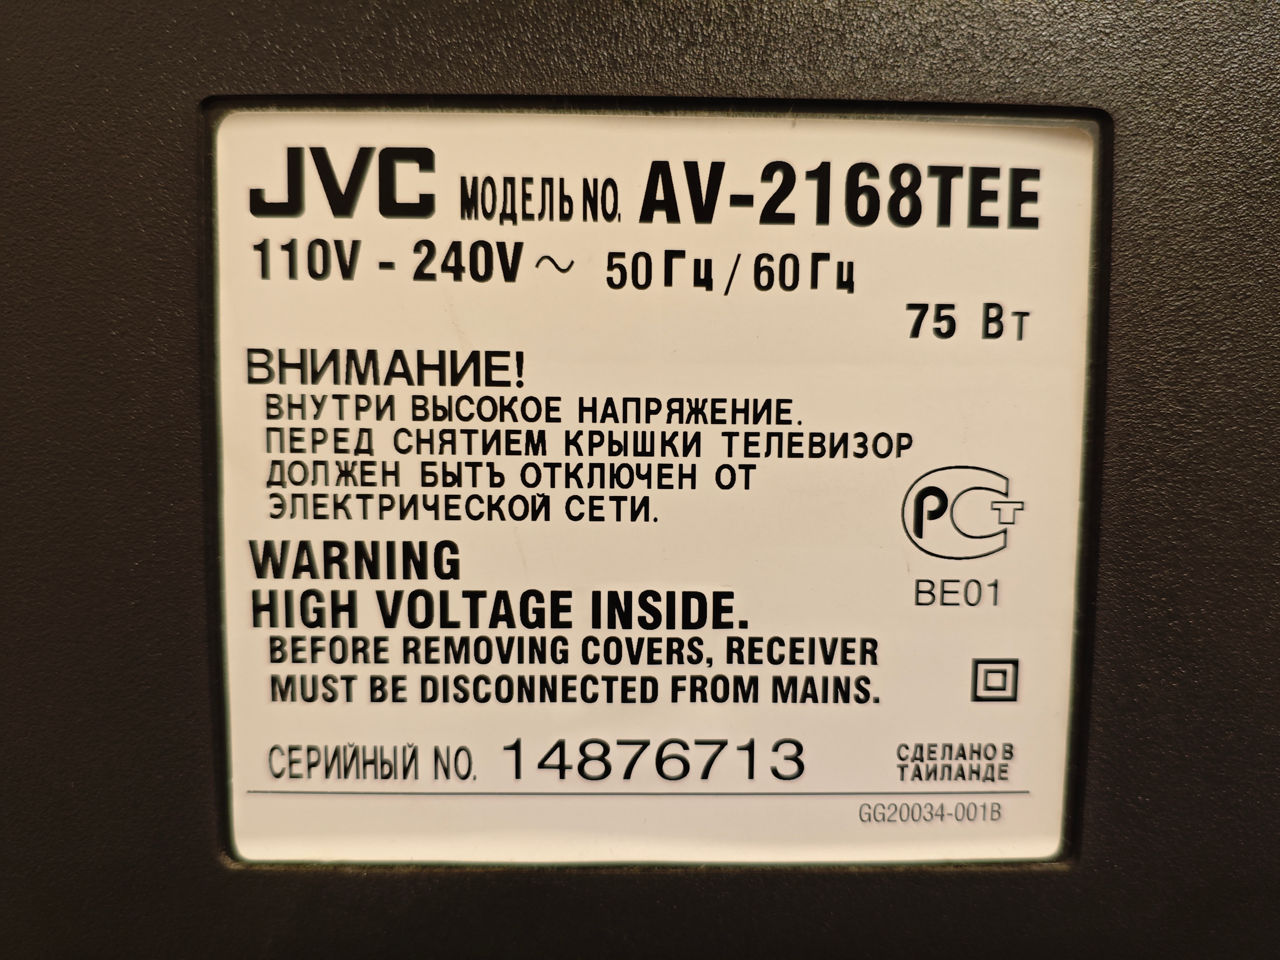 JVC МОДЕЛЬ NO. AV-2168TEE
110V - 240V ~ 50Гц / 60Гц
75 Вт
ВНИМАНИЕ!
ВНУТРИ ВЫСОКОЕ НАПРЯЖЕНИЕ.
ПЕРЕД СНЯТИЕМ КРЫШКИ ТЕЛЕВИЗОР
ДОЛЖЕН БЫТЪ ОТКЛЮЧЕН ОТ
ЭЛЕКТРИЧЕСКОЙ СЕТИ.
РСТ
BE01
WARNING
HIGH VOLTAGE INSIDE.
BEFORE REMOVING COVERS, RECEIVER
MUST BE DISCONNECTED FROM MAINS.
СЕРИЙНЫЙ NO. 14876713
СДЕЛАНО В
ТАИЛАНДЕ
GG20034-001B